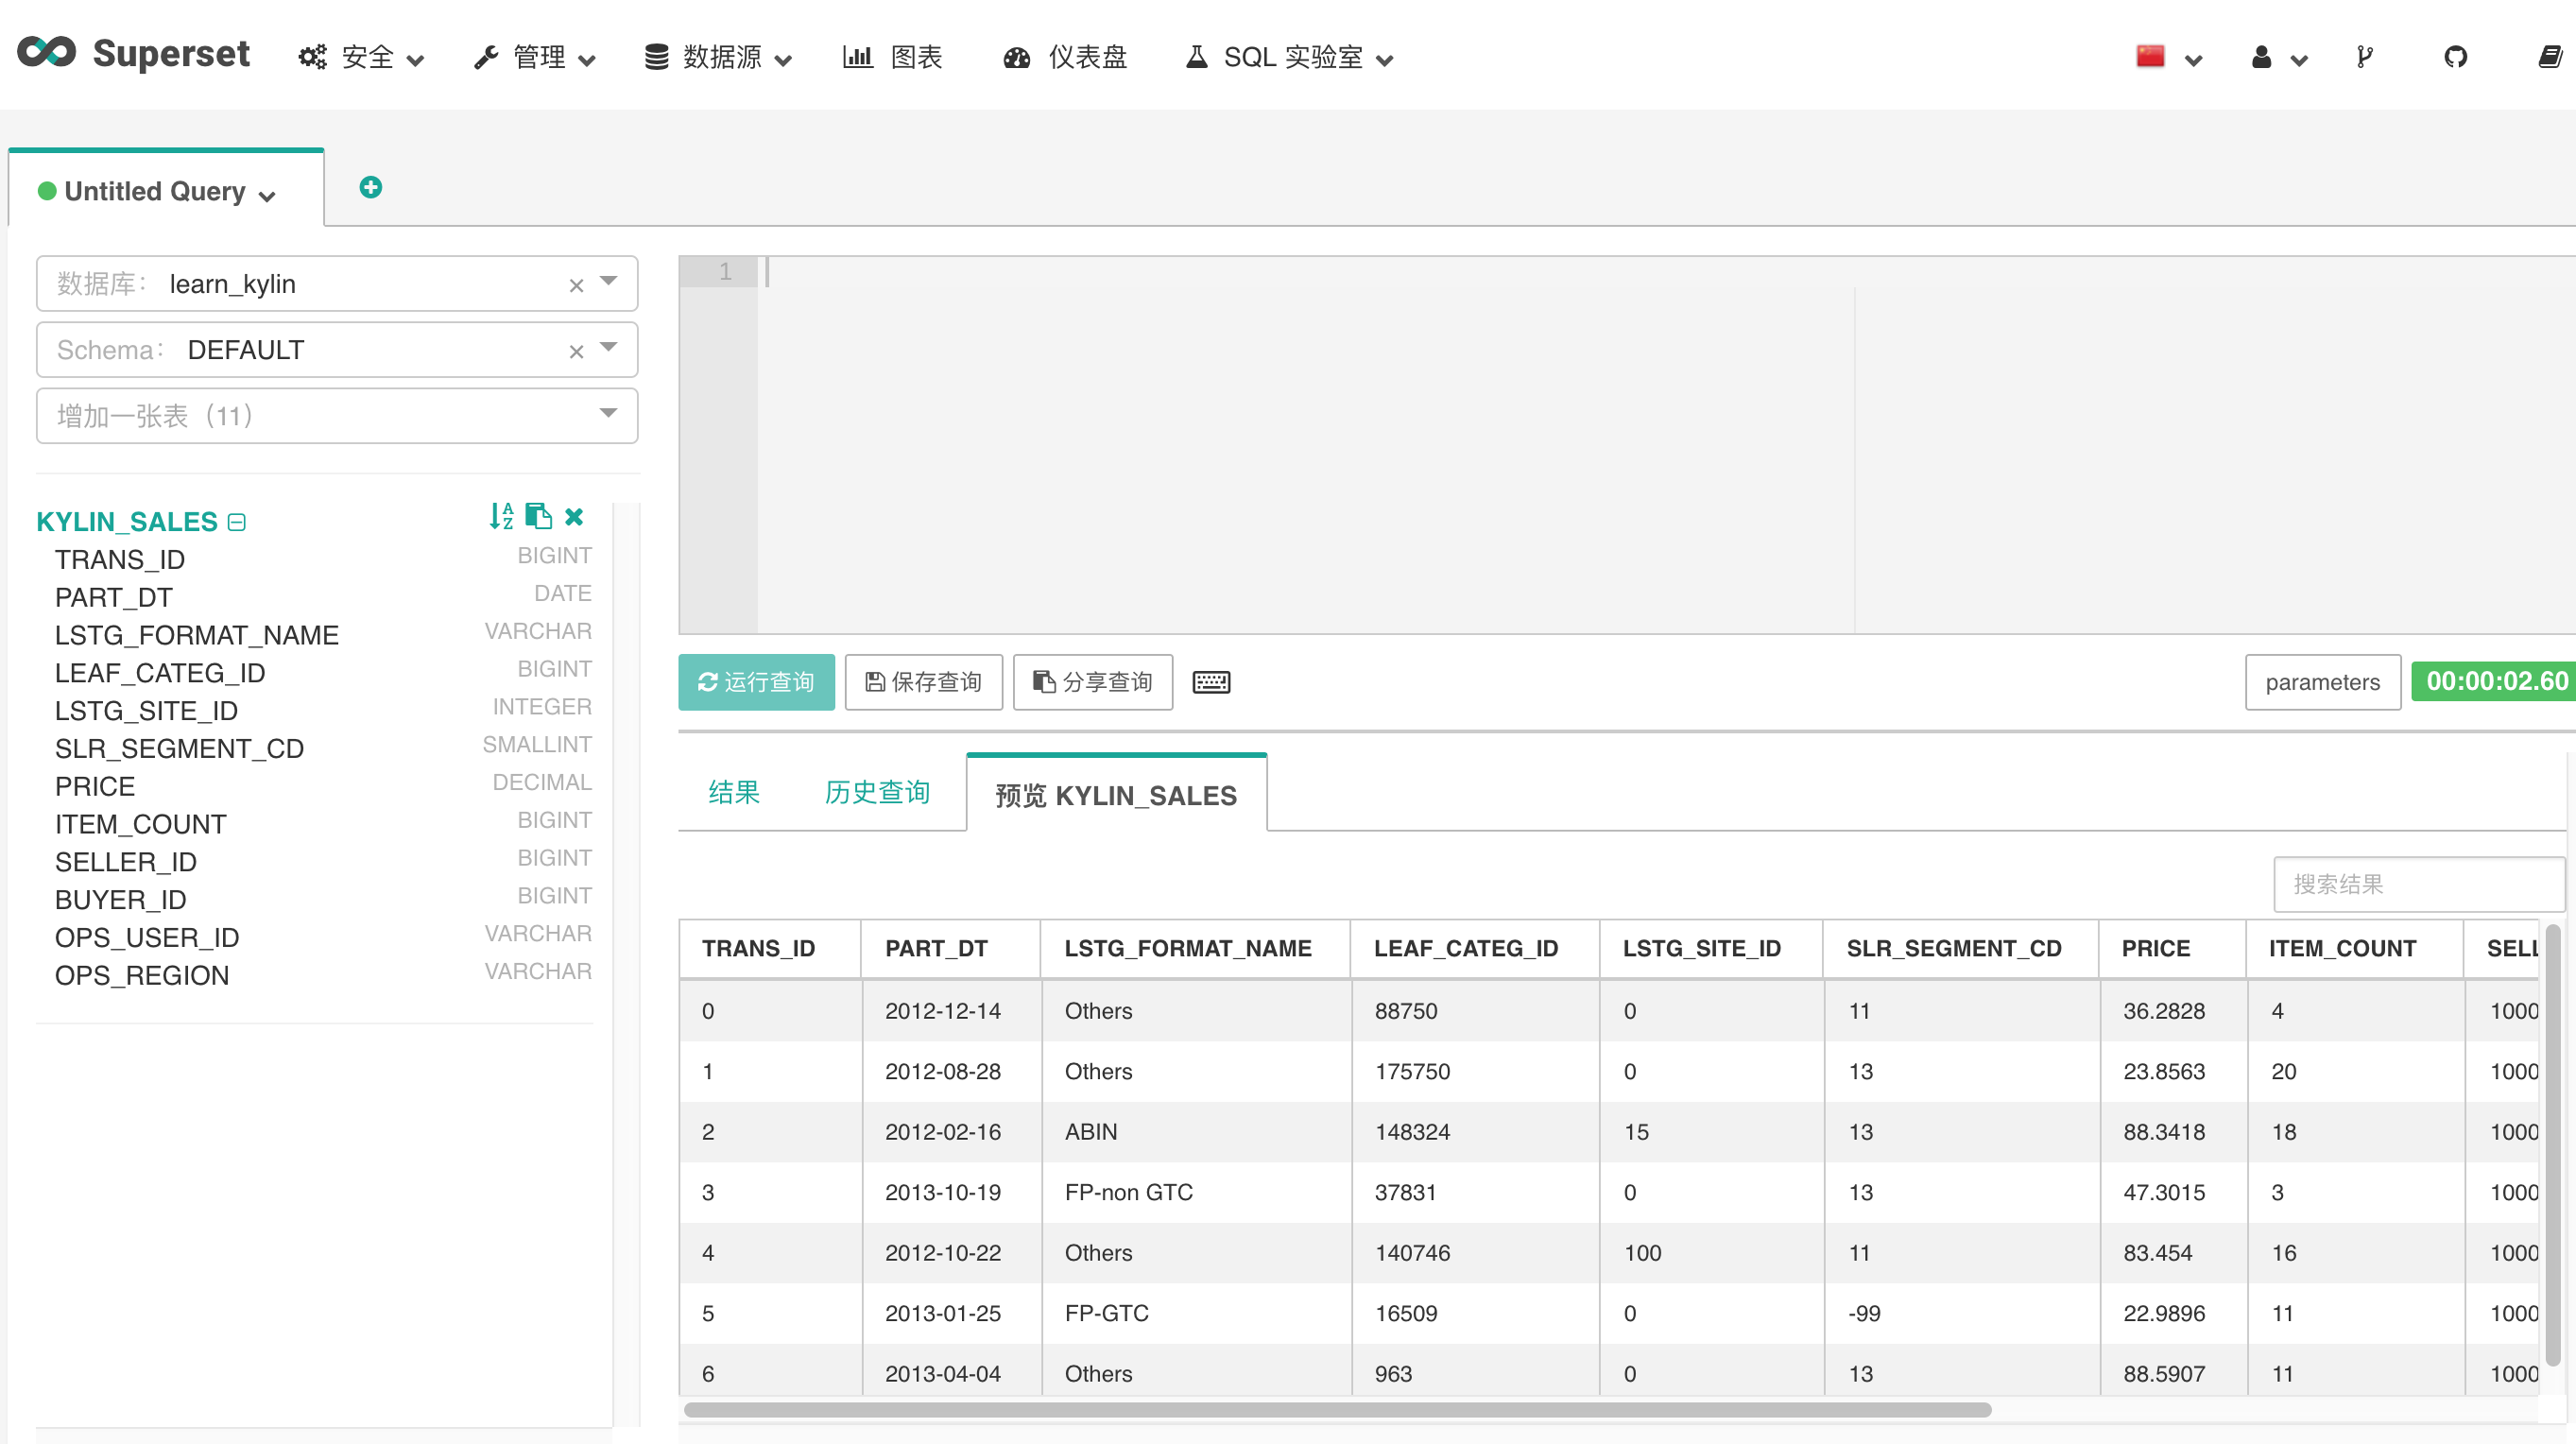 Superset 安全 管理 数据源 图表 仪表盘 SQL 实验室
Untitled Query
数据库： learn_kylin
Schema： DEFAULT
增加一张表（11）
KYLIN_SALES
TRANS_ID BIGINT
PART_DT DATE
LSTG_FORMAT_NAME VARCHAR
LEAF_CATEG_ID BIGINT
LSTG_SITE_ID INTEGER
SLR_SEGMENT_CD SMALLINT
PRICE DECIMAL
ITEM_COUNT BIGINT
SELLER_ID BIGINT
BUYER_ID BIGINT
OPS_USER_ID VARCHAR
OPS_REGION VARCHAR
1
运行查询 保存查询 分享查询 parameters 00:00:02.60
结果 历史查询 预览 KYLIN_SALES
搜索结果
TRANS_ID PART_DT LSTG_FORMAT_NAME LEAF_CATEG_ID LSTG_SITE_ID SLR_SEGMENT_CD PRICE ITEM_COUNT
0 2012-12-14 Others 88750 0 11 36.2828 4 1000
1 2012-08-28 Others 175750 0 13 23.8563 20 1000
2 2012-02-16 ABIN 148324 15 13 88.3418 18 1000
3 2013-10-19 FP-non GTC 37831 0 13 47.3015 3 1000
4 2012-10-22 Others 140746 100 11 83.454 16 1000
5 2013-01-25 FP-GTC 16509 0 -99 22.9896 11 1000
6 2013-04-04 Others 963 0 13 88.5907 11 1000